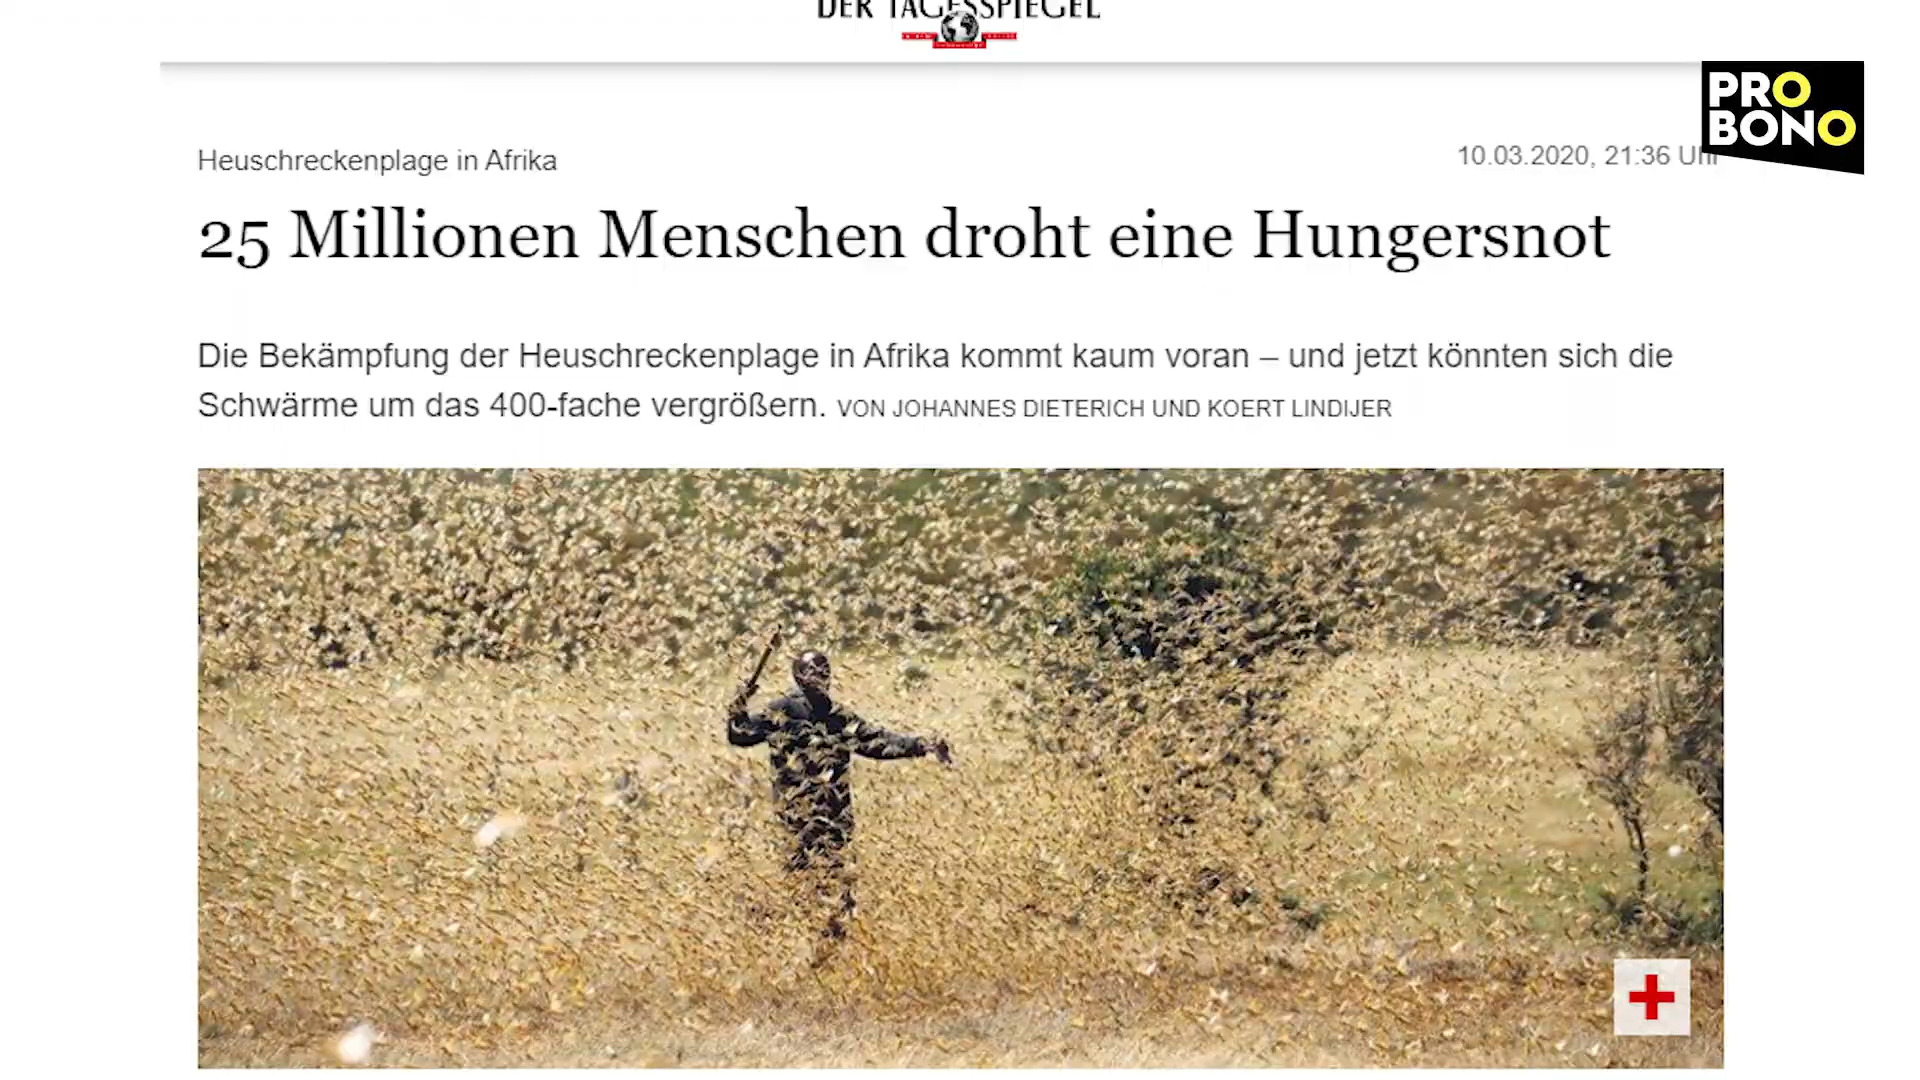 DER TAGESSPIEGEL
PRO
BONO
Heuschreckenplage in Afrika
10.03.2020, 21:36 Uhr
25 Millionen Menschen droht eine Hungersnot
Die Bekämpfung der Heuschreckenplage in Afrika kommt kaum voran – und jetzt könnten sich die
Schwärme um das 400-fache vergrößern. VON JOHANNES DIETERICH UND KOERT LINDIJER